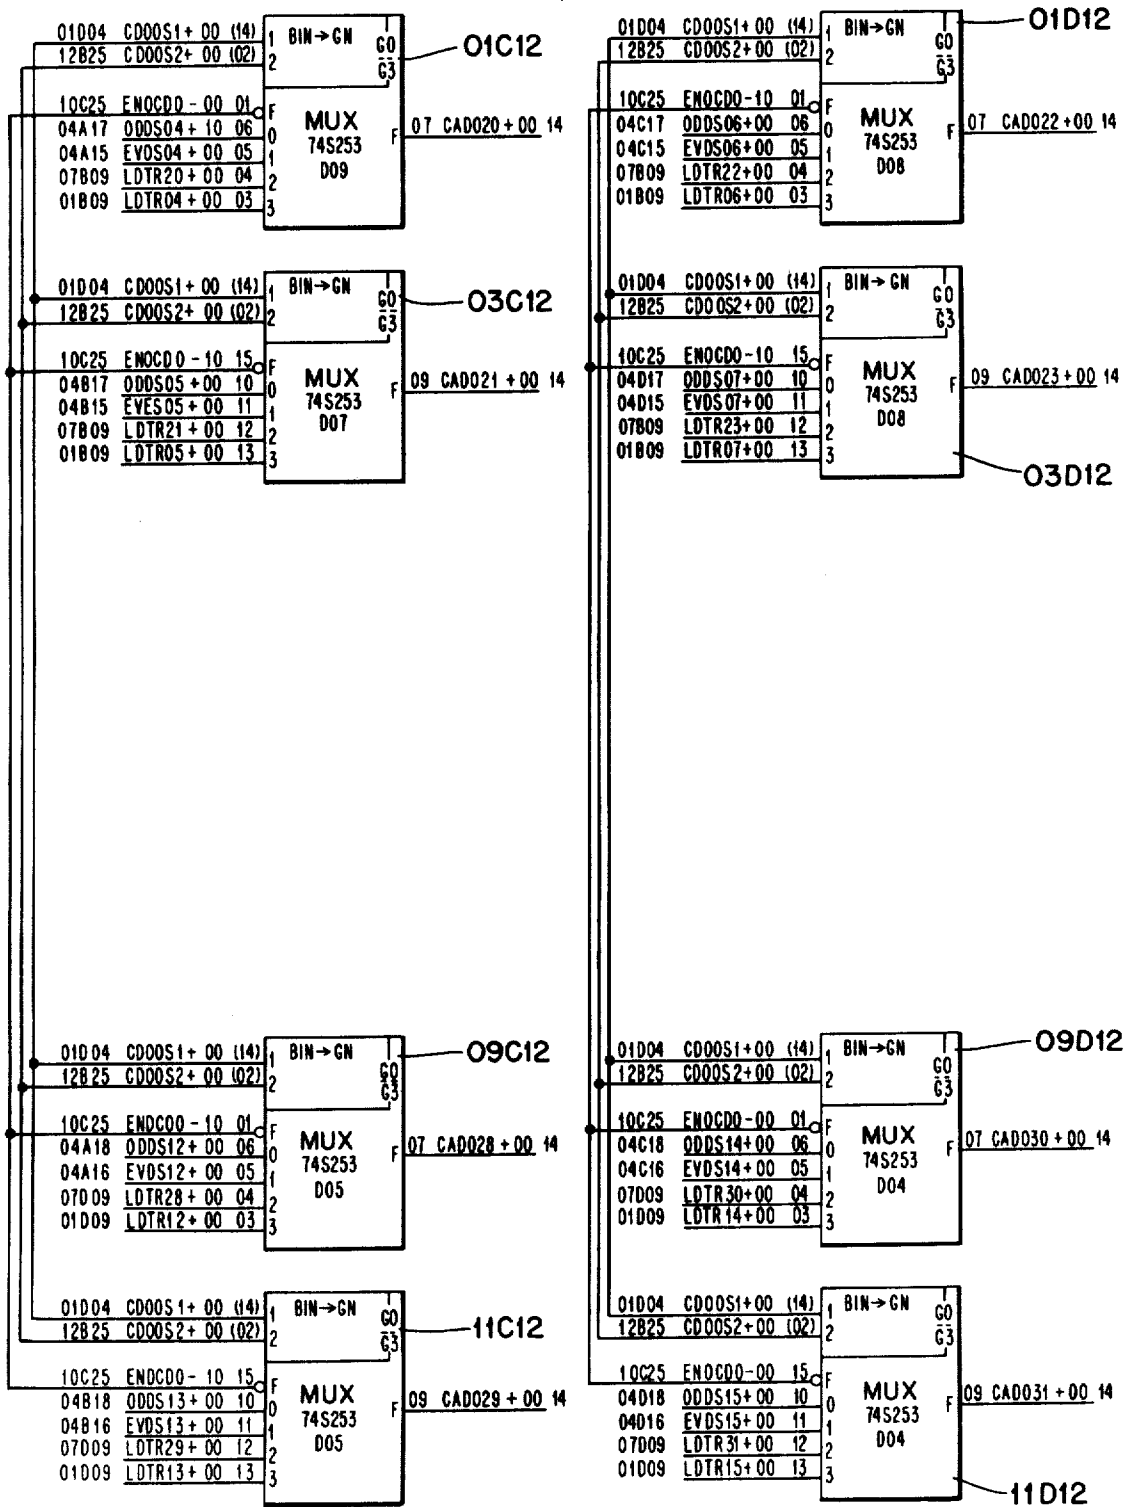 01D04 CD00S1+ 00 (14) 1 BIN→GN G0
12B25 CD00S2+ 00 (02) 2 G3
01C12
10C25 ENOCD0-00 01 F
04A17 ODDS04+10 06 0
04A15 EVDS04+00 05 1
07B09 LDTR20+00 04 2
01B09 LDTR04+00 03 3
MUX
74S253
D09
F 07 CAD020+00 14
01D04 CD00S1+00 (14) 1 BIN→GN G0
12B25 CD00S2+00 (02) 2 G3
01D12
10C25 ENOCD0-10 01 F
04C17 ODDS06+00 06 0
04C15 EVDS06+00 05 1
07B09 LDTR22+00 04 2
01B09 LDTR06+00 03 3
MUX
74S253
D08
F 07 CAD022+00 14
01D04 CD00S1+00 (14) 1 BIN→GN G0
12B25 CD00S2+00 (02) 2 G3
03C12
10C25 ENOCD0-10 15 F
04B17 ODDS05+00 10 0
04B15 EVES05+00 11 1
07B09 LDTR21+00 12 2
01B09 LDTR05+00 13 3
MUX
74S253
D07
F 09 CAD021+00 14
01D04 CD00S1+00 (14) 1 BIN→GN G0
12B25 CD00S2+00 (02) 2 G3
10C25 ENOCD0-10 15 F
04D17 ODDS07+00 10 0
04D15 EVDS07+00 11 1
07B09 LDTR23+00 12 2
01B09 LDTR07+00 13 3
MUX
74S253
D08
F 09 CAD023+00 14
03D12
01D04 CD00S1+00 (14) 1 BIN→GN G0
12B25 CD00S2+00 (02) 2 G3
09C12
10C25 ENDC00-10 01 F
04A18 ODDS12+00 06 0
04A16 EVDS12+00 05 1
07D09 LDTR28+00 04 2
01D09 LDTR12+00 03 3
MUX
74S253
D05
F 07 CAD028+00 14
01D04 CD00S1+00 (14) 1 BIN→GN G0
12B25 CD00S2+00 (02) 2 G3
09D12
10C25 ENOCD0-00 01 F
04C18 ODDS14+00 06 0
04C16 EVDS14+00 05 1
07D09 LDTR30+00 04 2
01D09 LDTR14+00 03 3
MUX
74S253
D04
F 07 CAD030+00 14
01D04 CD00S1+00 (14) 1 BIN→GN G0
12B25 CD00S2+00 (02) 2 G3
11C12
10C25 ENOCD0-10 15 F
04B18 ODDS13+00 10 0
04B16 EVDS13+00 11 1
07D09 LDTR29+00 12 2
01D09 LDTR13+00 13 3
MUX
74S253
D05
F 09 CAD029+00 14
01D04 CD00S1+00 (14) 1 BIN→GN G0
12B25 CD00S2+00 (02) 2 G3
10C25 ENOCD0-00 15 F
04D18 ODDS15+00 10 0
04D16 EVDS15+00 11 1
07D09 LDTR31+00 12 2
01D09 LDTR15+00 13 3
MUX
74S253
D04
F 09 CAD031+00 14
11D12